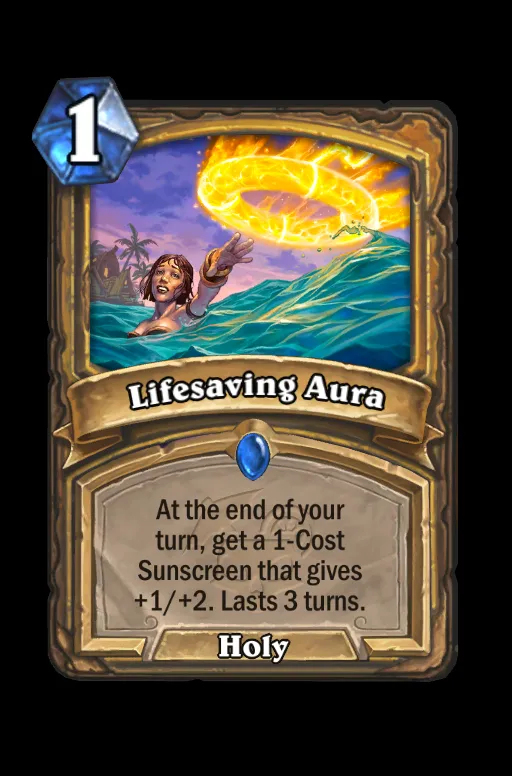 1
Lifesaving Aura
At the end of your
turn, get a 1-Cost
Sunscreen that gives
+1/+2. Lasts 3 turns.
Holy